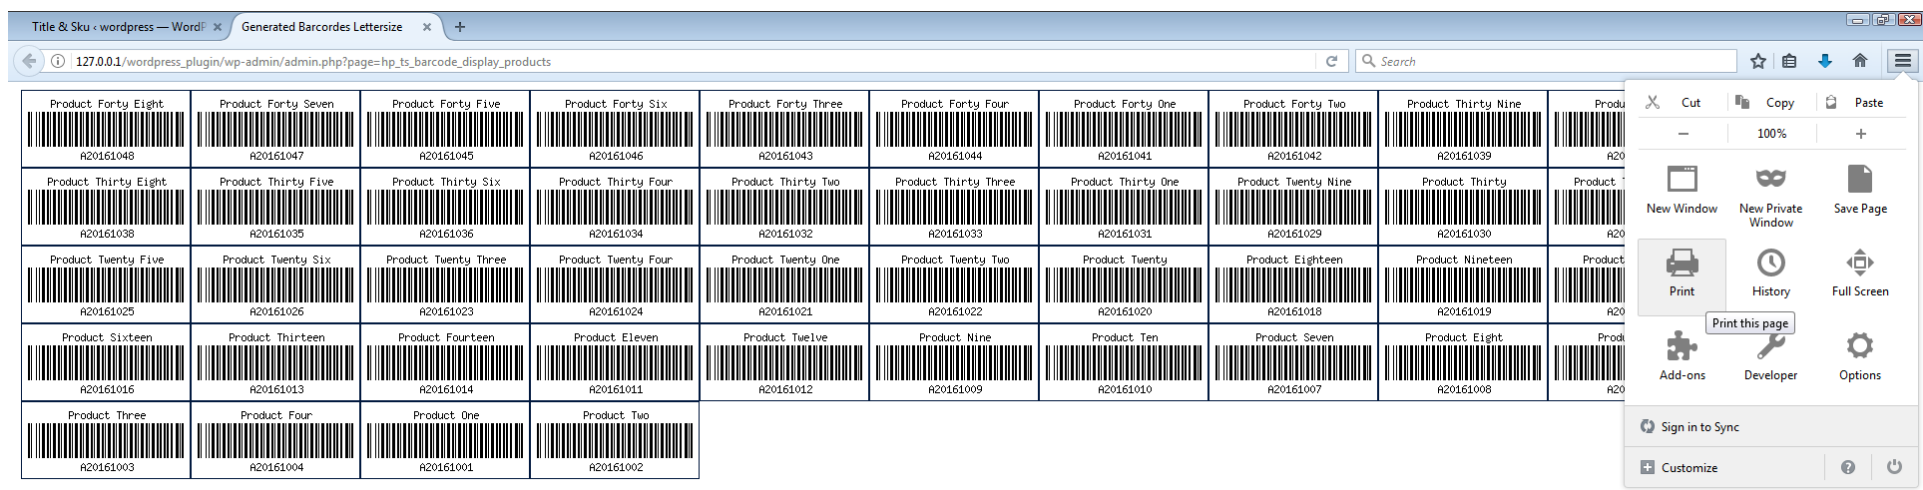 Title & Sku ‹ wordpress — WordP
Generated Barcordes Lettersize
127.0.0.1/wordpress_plugin/wp-admin/admin.php?page=hp_ts_barcode_display_products
Search
Cut Copy Paste
100%
New Window New Private Window Save Page
Print History Full Screen
Print this page
Add-ons Developer Options
Sign in to Sync
Customize
Product Forty Eight Product Forty Seven Product Forty Five Product Forty Six Product Forty Three Product Forty Four Product Forty One Product Forty Two Product Thirty Nine Produ
A20161048 A20161047 A20161045 A20161046 A20161043 A20161044 A20161041 A20161042 A20161039 A20
Product Thirty Eight Product Thirty Five Product Thirty Six Product Thirty Four Product Thirty Two Product Thirty Three Product Thirty One Product Twenty Nine Product Thirty Product
A20161038 A20161035 A20161036 A20161034 A20161032 A20161033 A20161031 A20161029 A20161030 A20
Product Twenty Five Product Twenty Six Product Twenty Three Product Twenty Four Product Twenty One Product Twenty Two Product Twenty Product Eighteen Product Nineteen Product
A20161025 A20161026 A20161023 A20161024 A20161021 A20161022 A20161020 A20161018 A20161019 A20
Product Sixteen Product Thirteen Product Fourteen Product Eleven Product Twelve Product Nine Product Ten Product Seven Product Eight Produ
A20161016 A20161013 A20161014 A20161011 A20161012 A20161009 A20161010 A20161007 A20161008 A20
Product Three Product Four Product One Product Two
A20161003 A20161004 A20161001 A20161002